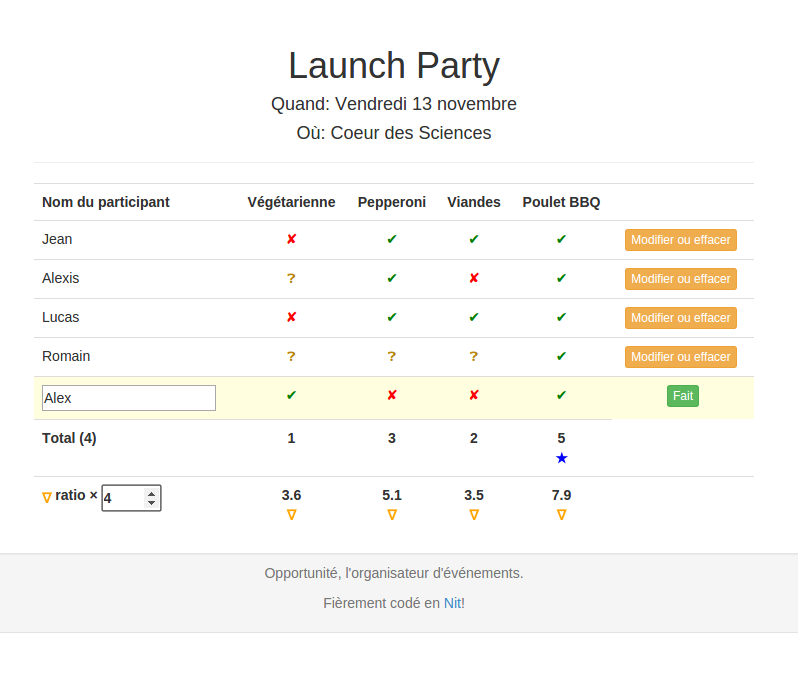 Launch Party
Quand: Vendredi 13 novembre
Où: Coeur des Sciences
Nom du participant Végétarienne Pepperoni Viandes Poulet BBQ
Jean ✘ ✔ ✔ ✔ Modifier ou effacer
Alexis ? ✔ ✘ ✔ Modifier ou effacer
Lucas ✘ ✔ ✔ ✔ Modifier ou effacer
Romain ? ? ? ✔ Modifier ou effacer
Alex ✔ ✘ ✘ ✔ Fait
Total (4) 1 3 2 5
★
∇ ratio × 4 3.6 5.1 3.5 7.9
∇ ∇ ∇ ∇
Opportunité, l'organisateur d'événements.
Fièrement codé en Nit!